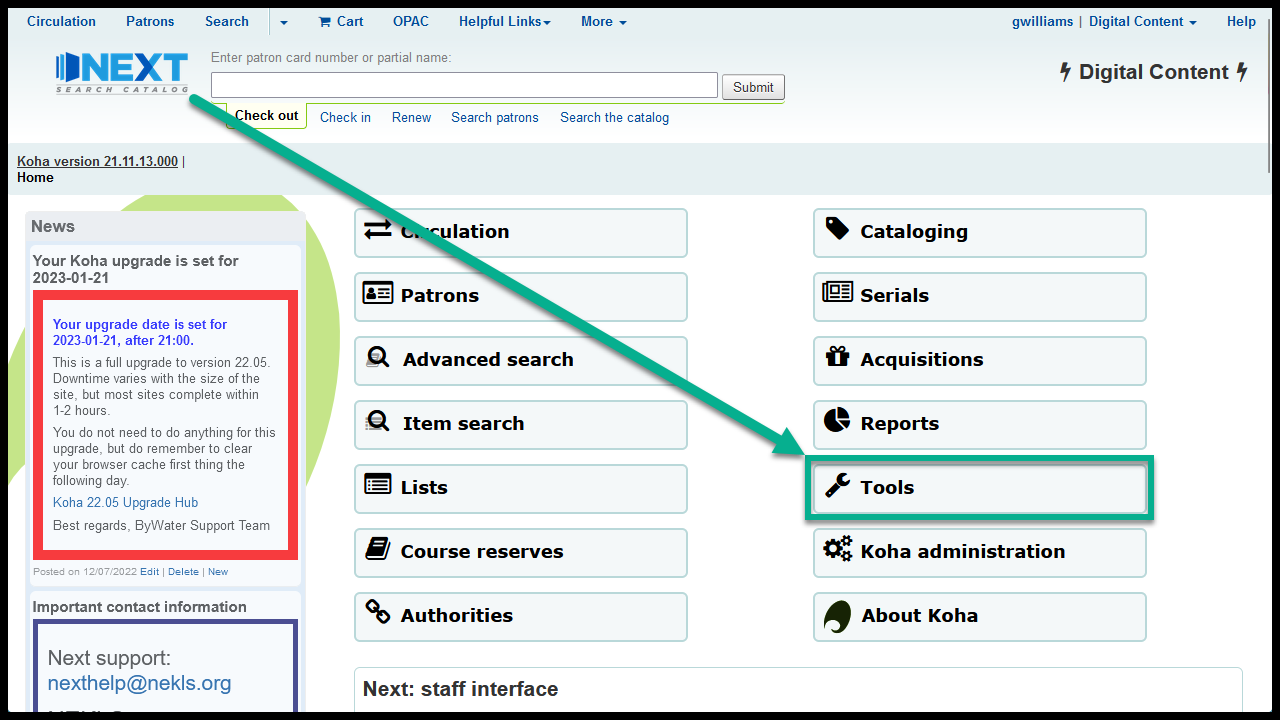 Circulation Patrons Search Cart OPAC Helpful Links More gwilliams | Digital Content Help
NEXT
SEARCH CATALOG
Enter patron card number or partial name:
Submit
Digital Content
Check out Check in Renew Search patrons Search the catalog
Koha version 21.11.13.000 |
Home
News
Your Koha upgrade is set for
2023-01-21
Your upgrade date is set for
2023-01-21, after 21:00.
This is a full upgrade to version 22.05.
Downtime varies with the size of the
site, but most sites complete within
1-2 hours.
You do not need to do anything for this
upgrade, but do remember to clear
your browser cache first thing the
following day.
Koha 22.05 Upgrade Hub
Best regards, ByWater Support Team
Posted on 12/07/2022 Edit | Delete | New
Important contact information
Next support:
nexthelp@nekls.org
Circulation
Patrons
Advanced search
Item search
Lists
Course reserves
Authorities
Cataloging
Serials
Acquisitions
Reports
Tools
Koha administration
About Koha
Next: staff interface